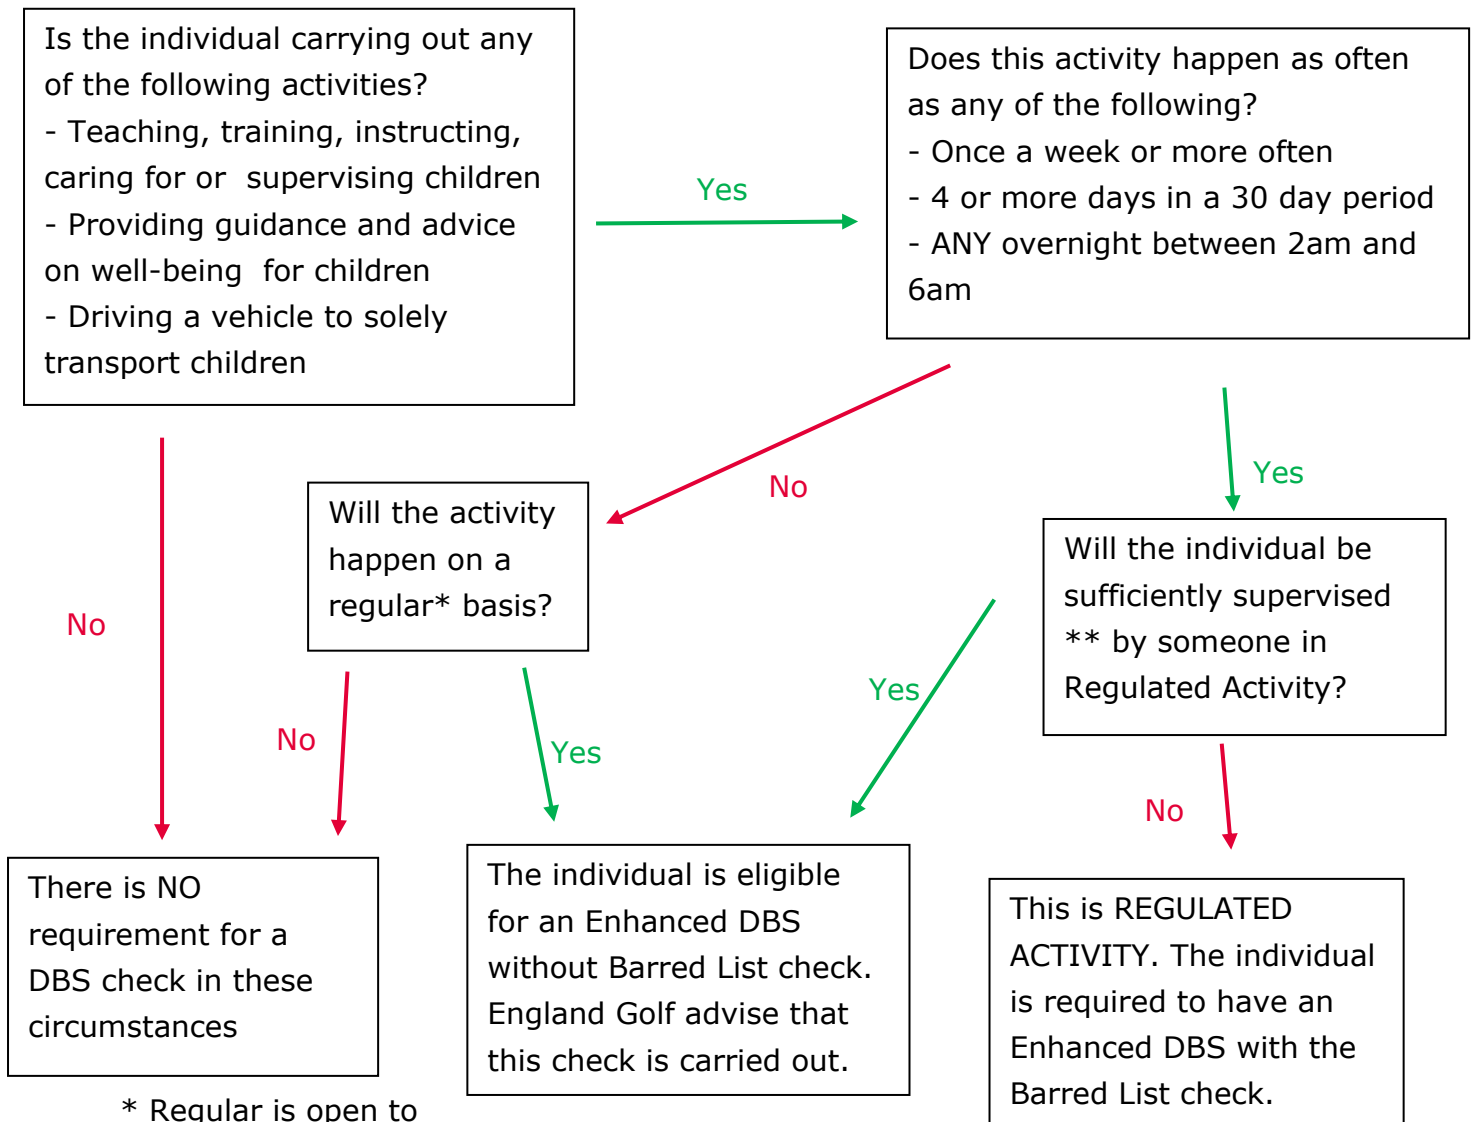 Is the individual carrying out any
of the following activities?
- Teaching, training, instructing,
caring for or  supervising children
- Providing guidance and advice
on well-being  for children
- Driving a vehicle to solely
transport children
Yes
Does this activity happen as often
as any of the following?
- Once a week or more often
- 4 or more days in a 30 day period
- ANY overnight between 2am and
6am
No
Yes
Will the activity
happen on a
regular* basis?
Will the individual be
sufficiently supervised
** by someone in
Regulated Activity?
No
No
Yes
Yes
No
There is NO
requirement for a
DBS check in these
circumstances
The individual is eligible
for an Enhanced DBS
without Barred List check.
England Golf advise that
this check is carried out.
This is REGULATED
ACTIVITY. The individual
is required to have an
Enhanced DBS with the
Barred List check.
* Regular is open to